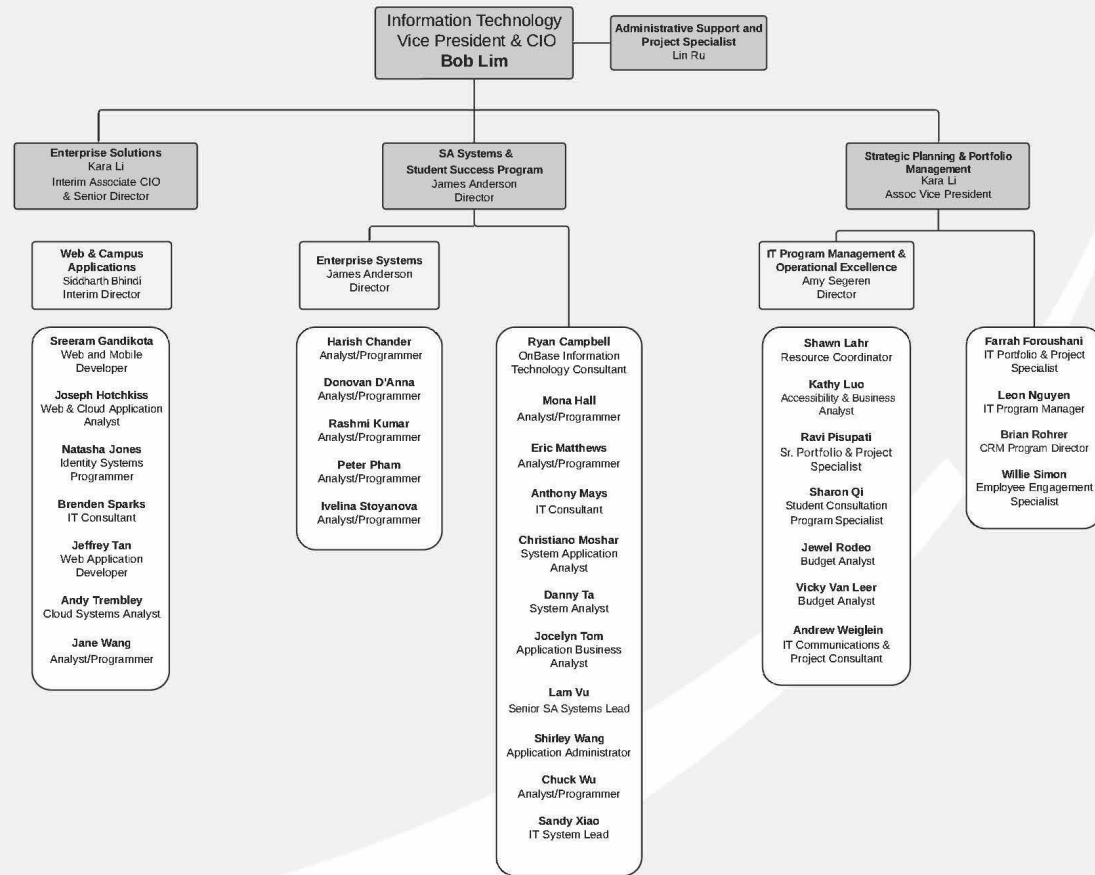 Information Technology
Vice President & CIO
Bob Lim
Administrative Support and
Project Specialist
Lin Ru
Enterprise Solutions
Kara Li
Interim Associate CIO
& Senior Director
SA Systems &
Student Success Program
James Anderson
Director
Strategic Planning & Portfolio
Management
Kara Li
Assoc Vice President
Web & Campus
Applications
Siddharth Bhindi
Interim Director
Enterprise Systems
James Anderson
Director
IT Program Management &
Operational Excellence
Amy Segeren
Director
Sreeram Gandikota
Web and Mobile
Developer
Joseph Hotchkiss
Web & Cloud Application
Analyst
Natasha Jones
Identity Systems
Programmer
Brenden Sparks
IT Consultant
Jeffrey Tan
Web Application
Developer
Andy Trembley
Cloud Systems Analyst
Jane Wang
Analyst/Programmer
Harish Chander
Analyst/Programmer
Donovan D'Anna
Analyst/Programmer
Rashmi Kumar
Analyst/Programmer
Peter Pham
Analyst/Programmer
Ivelina Stoyanova
Analyst/Programmer
Ryan Campbell
OnBase Information
Technology Consultant
Mona Hall
Analyst/Programmer
Eric Matthews
Analyst/Programmer
Anthony Mays
IT Consultant
Christiano Moshar
System Application
Analyst
Danny Ta
System Analyst
Jocelyn Tom
Application Business
Analyst
Lam Vu
Senior SA Systems Lead
Shirley Wang
Application Administrator
Chuck Wu
Analyst/Programmer
Sandy Xiao
IT System Lead
Shawn Lahr
Resource Coordinator
Kathy Luo
Accessibility & Business
Analyst
Ravi Pisupati
Sr. Portfolio & Project
Specialist
Sharon Qi
Student Consultation
Program Specialist
Jewel Rodeo
Budget Analyst
Vicky Van Leer
Budget Analyst
Andrew Weiglein
IT Communications &
Project Consultant
Farrah Foroushani
IT Portfolio & Project
Specialist
Leon Nguyen
IT Program Manager
Brian Rohrer
CRM Program Director
Willie Simon
Employee Engagement
Specialist